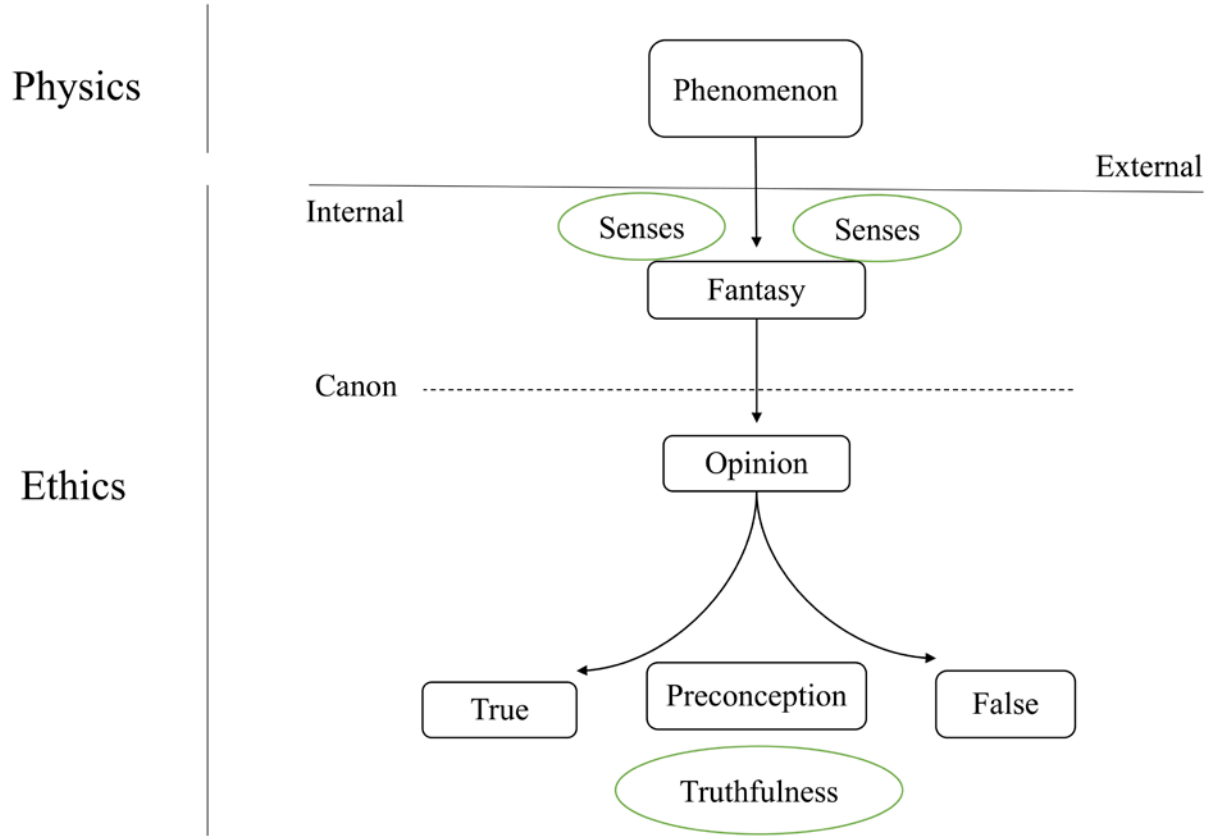 Physics
Phenomenon
External
Internal
Senses
Senses
Fantasy
Canon
Opinion
Ethics
True
Preconception
False
Truthfulness